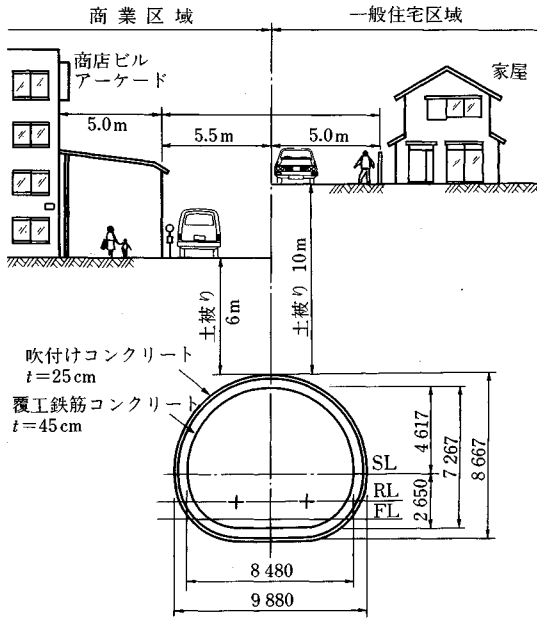 商業区域
一般住宅区域
商店ビル
アーケード
家屋
5.0m
5.5m
5.0m
土被り
6m
土被り 10m
吹付けコンクリート
t=25cm
覆工鉄筋コンクリート
t=45cm
SL
RL
FL
4 617
2 650
7 267
8 667
8 480
9 880